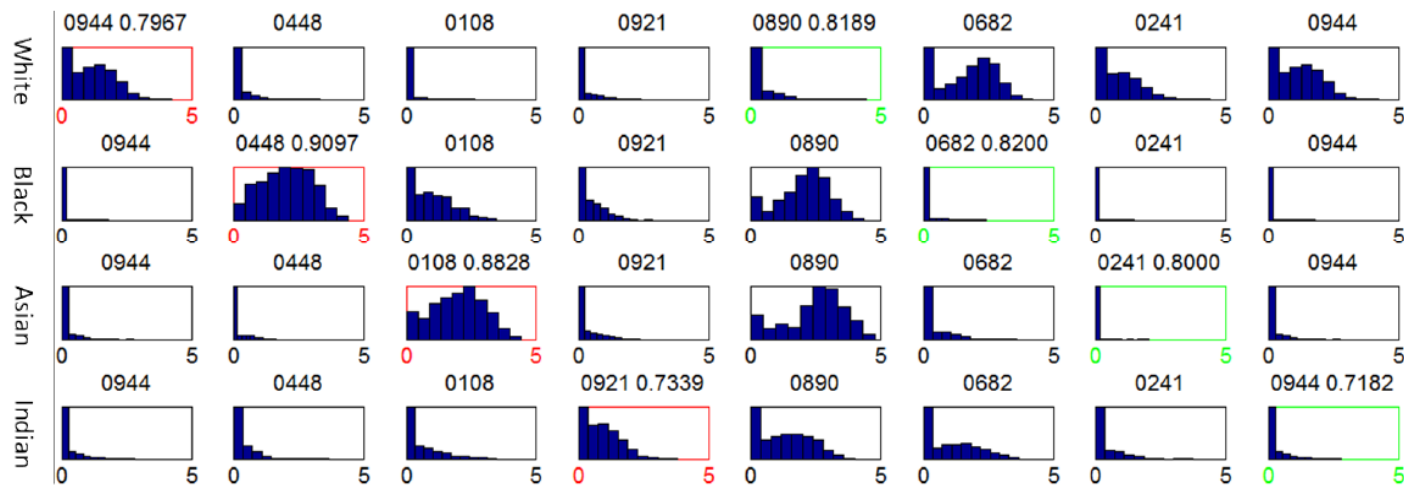 0944 0.7967 0448 0108 0921 0890 0.8189 0682 0241 0944
White
0 5 0 5 0 5 0 5 0 5 0 5 0 5 0 5
0944 0448 0.9097 0108 0921 0890 0682 0.8200 0241 0944
Black
0 5 0 5 0 5 0 5 0 5 0 5 0 5 0 5
0944 0448 0108 0.8828 0921 0890 0682 0241 0.8000 0944
Asian
0 5 0 5 0 5 0 5 0 5 0 5 0 5 0 5
0944 0448 0108 0921 0.7339 0890 0682 0241 0944 0.7182
Indian
0 5 0 5 0 5 0 5 0 5 0 5 0 5 0 5